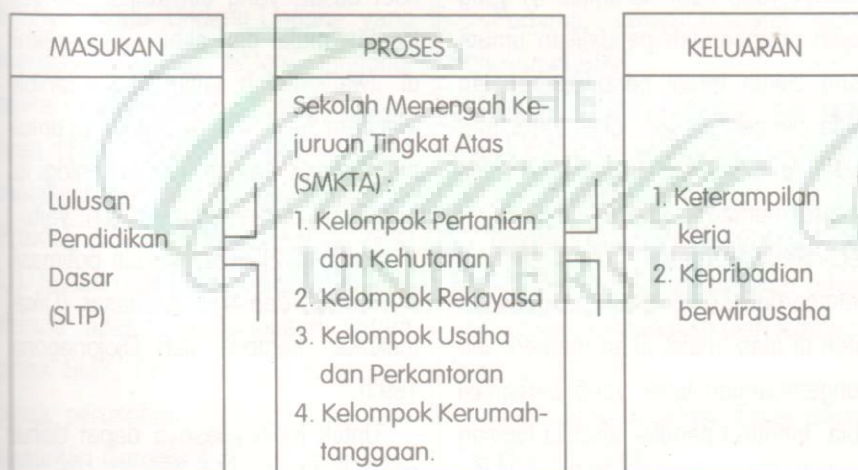 MASUKAN
Lulusan
Pendidikan
Dasar
(SLTP)
PROSES
Sekolah Menengah Ke-
juruan Tingkat Atas
(SMKTA) :
1. Kelompok Pertanian
dan Kehutanan
2. Kelompok Rekayasa
3. Kelompok Usaha
dan Perkantoran
4. Kelompok Kerumah-
tanggaan.
KELUARAN
1. Keterampilan
kerja
2. Kepribadian
berwirausaha
UNIVERSITY